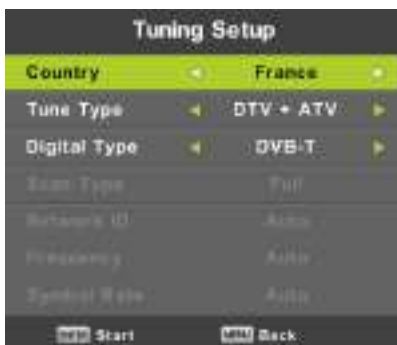 Tuning Setup
Country France
Tune Type DTV + ATV
Digital Type DVB-T
Scan Type Full
Network ID Auto
Frequency Auto
Symbol Rate Auto
Start MENU Back